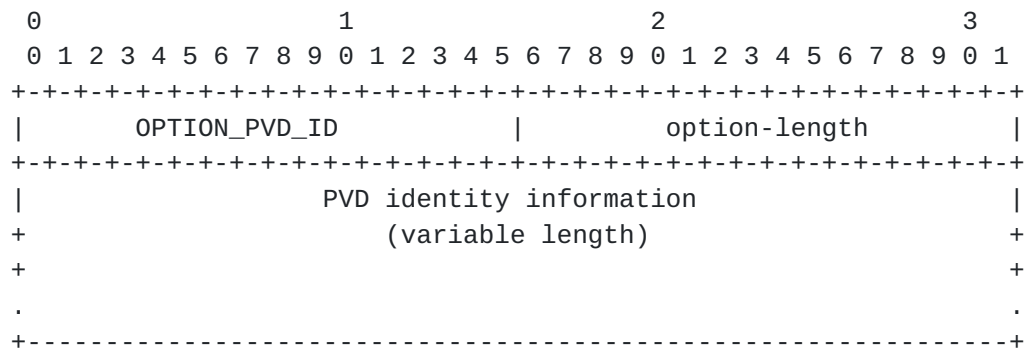 0                   1                   2                   3
 0 1 2 3 4 5 6 7 8 9 0 1 2 3 4 5 6 7 8 9 0 1 2 3 4 5 6 7 8 9 0 1
+-+-+-+-+-+-+-+-+-+-+-+-+-+-+-+-+-+-+-+-+-+-+-+-+-+-+-+-+-+-+-+-+
|       OPTION_PVD_ID           |         option-length         |
+-+-+-+-+-+-+-+-+-+-+-+-+-+-+-+-+-+-+-+-+-+-+-+-+-+-+-+-+-+-+-+-+
|                   PVD identity information                    |
+                       (variable length)                       +
+                                                               +
.                                                               .
+---------------------------------------------------------------+